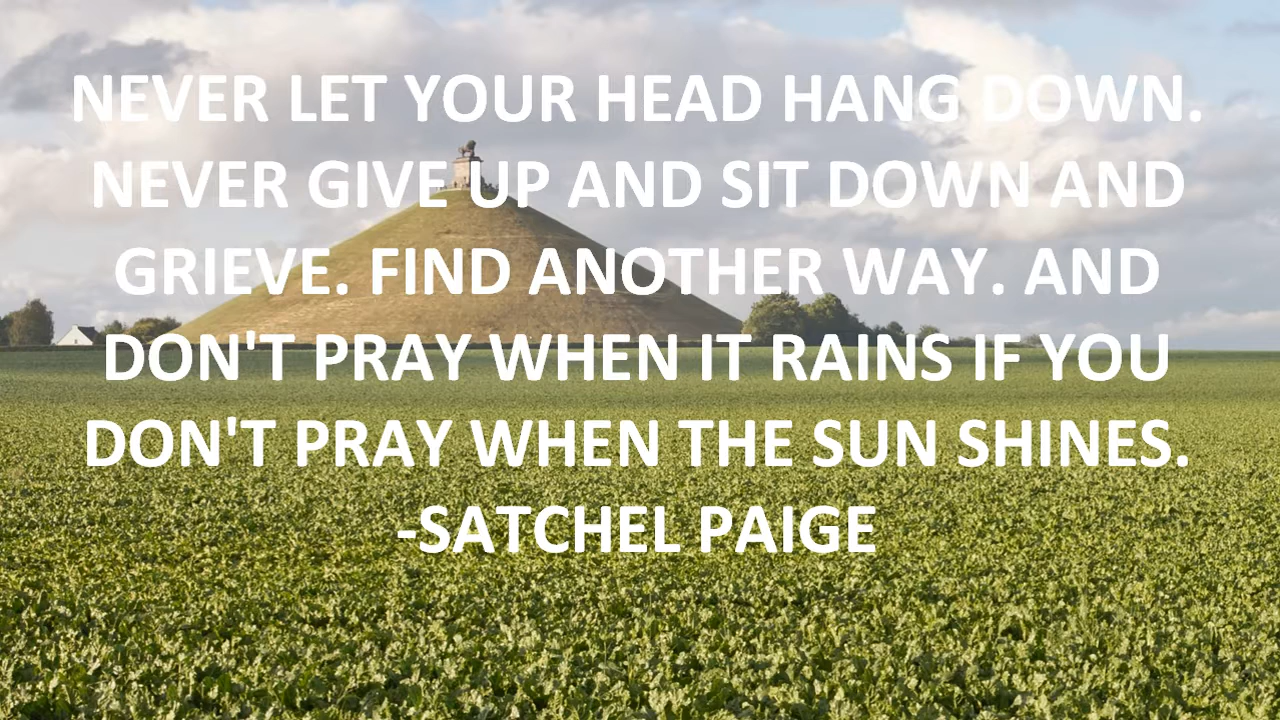 NEVER LET YOUR HEAD HANG DOWN.
NEVER GIVE UP AND SIT DOWN AND
GRIEVE. FIND ANOTHER WAY. AND
DON'T PRAY WHEN IT RAINS IF YOU
DON'T PRAY WHEN THE SUN SHINES.
-SATCHEL PAIGE